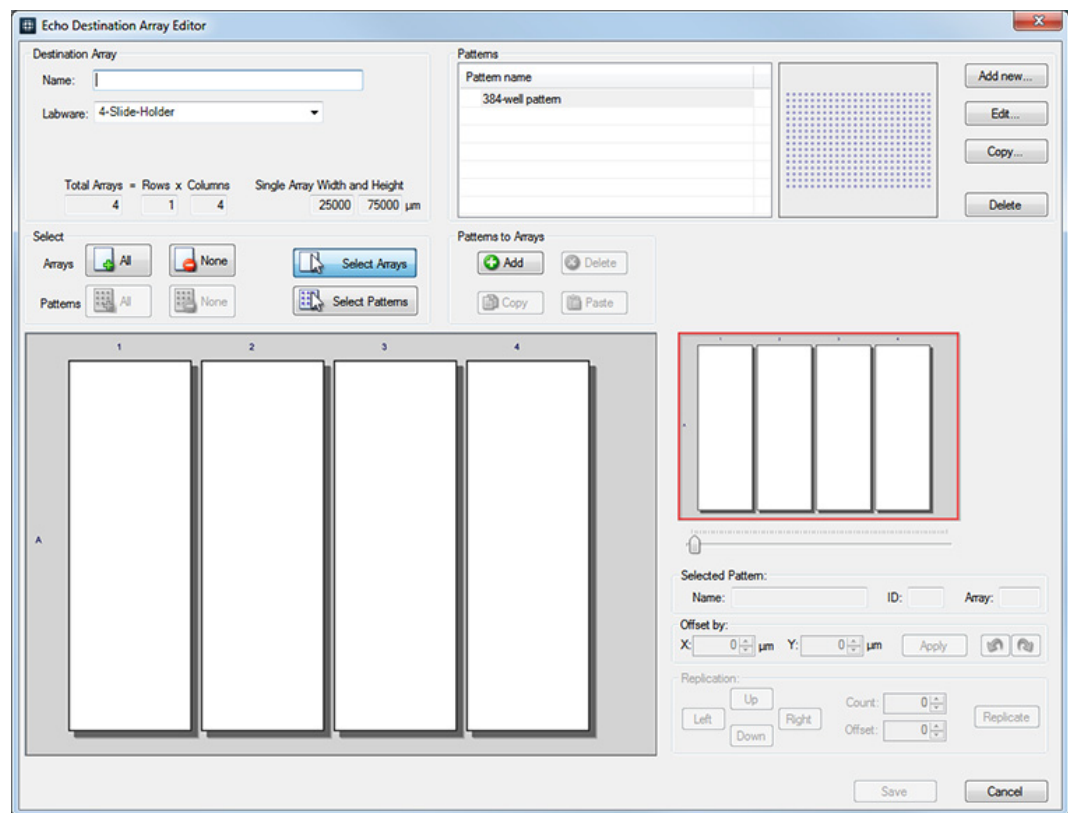 Echo Destination Array Editor
Destination Array
Name:
Labware: 4-Slide-Holder
Total Arrays = Rows x Columns
4 1 4
Single Array Width and Height
25000 75000 µm
Patterns
Pattern name
384-well pattern
Add new...
Edit...
Copy...
Delete
Select
Arrays All None Select Arrays
Patterns All None Select Patterns
Patterns to Arrays
Add Delete
Copy Paste
1 2 3 4
A
1 2 3 4
A
Selected Pattern:
Name: ID: Array:
Offset by:
X: 0 µm Y: 0 µm Apply
Replication:
Up
Left Right
Down
Count: 0
Offset: 0
Replicate
Save Cancel